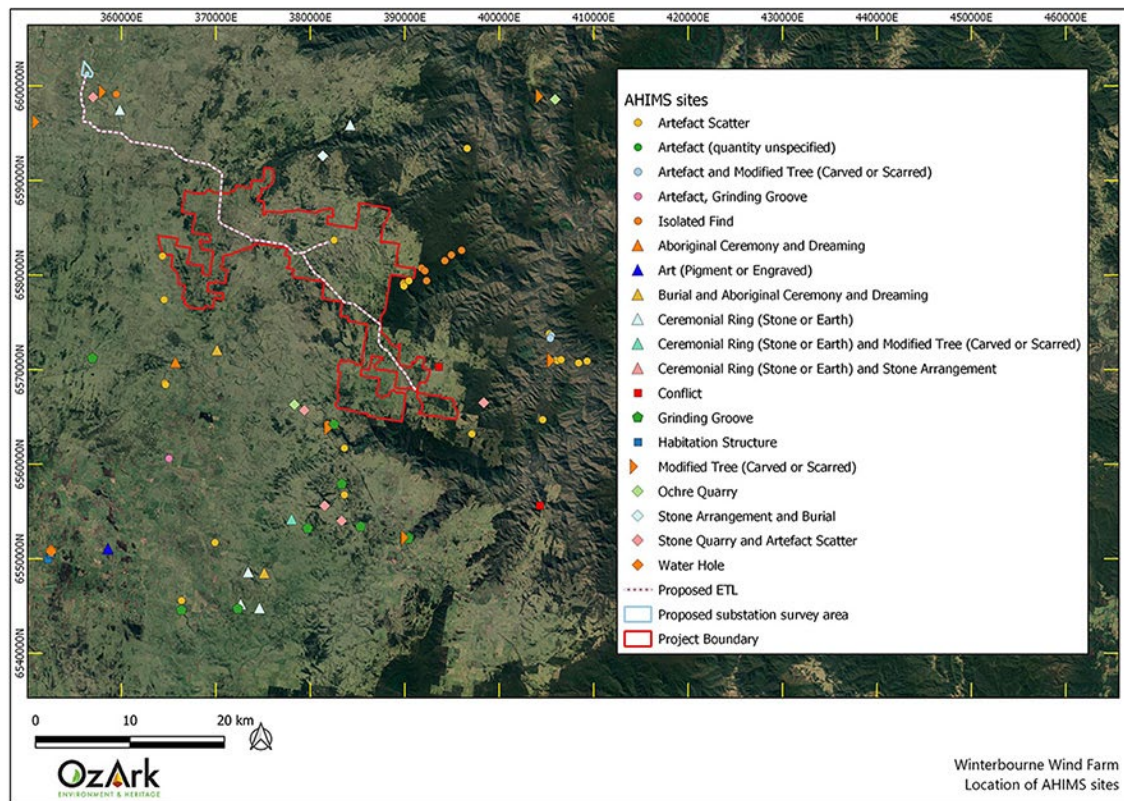 360000E 370000E 380000E 390000E 400000E 410000E 420000E 430000E 440000E 450000E 460000E
6600000N
6590000N
6580000N
6570000N
6560000N
6550000N
6540000N
AHIMS sites
Artefact Scatter
Artefact (quantity unspecified)
Artefact and Modified Tree (Carved or Scarred)
Artefact, Grinding Groove
Isolated Find
Aboriginal Ceremony and Dreaming
Art (Pigment or Engraved)
Burial and Aboriginal Ceremony and Dreaming
Ceremonial Ring (Stone or Earth)
Ceremonial Ring (Stone or Earth) and Modified Tree (Carved or Scarred)
Ceremonial Ring (Stone or Earth) and Stone Arrangement
Conflict
Grinding Groove
Habitation Structure
Modified Tree (Carved or Scarred)
Ochre Quarry
Stone Arrangement and Burial
Stone Quarry and Artefact Scatter
Water Hole
Proposed ETL
Proposed substation survey area
Project Boundary
0 10 20 km
OzArk
ENVIRONMENT & HERITAGE
Winterbourne Wind Farm
Location of AHIMS sites